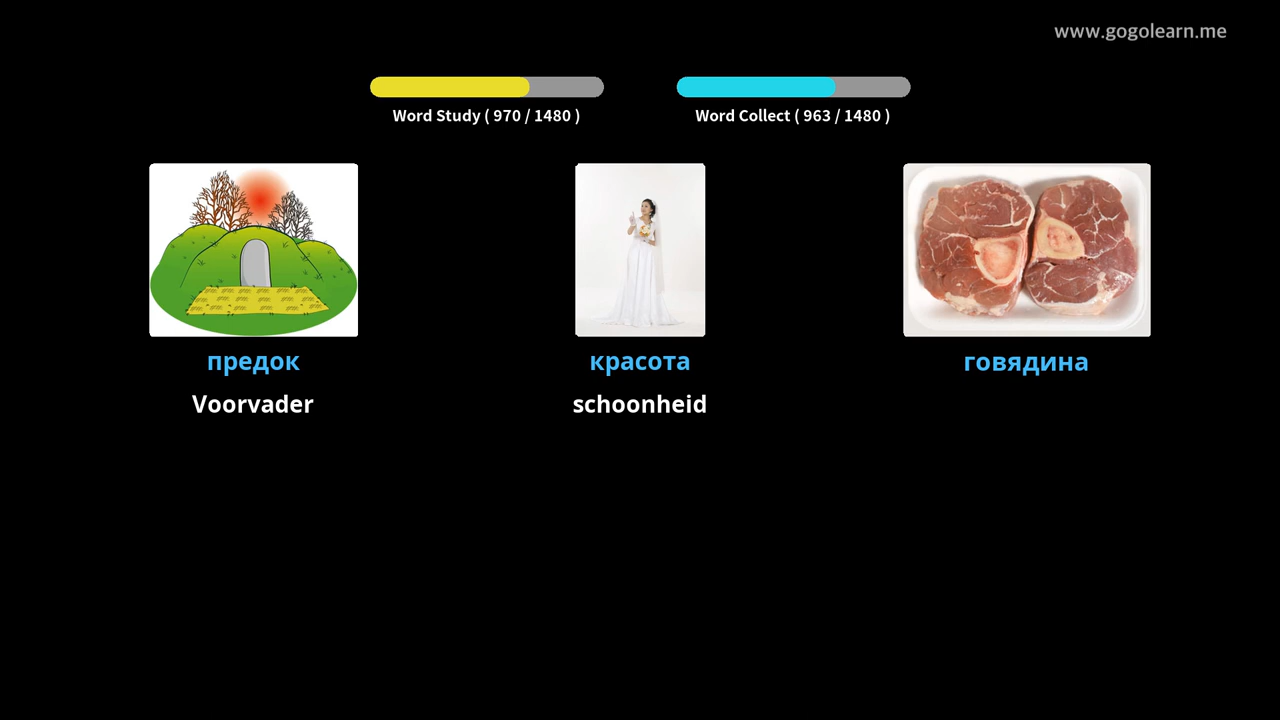 www.gogolearn.me
Word Study ( 970 / 1480 )
Word Collect ( 963 / 1480 )
предок
красота
говядина
Voorvader
schoonheid